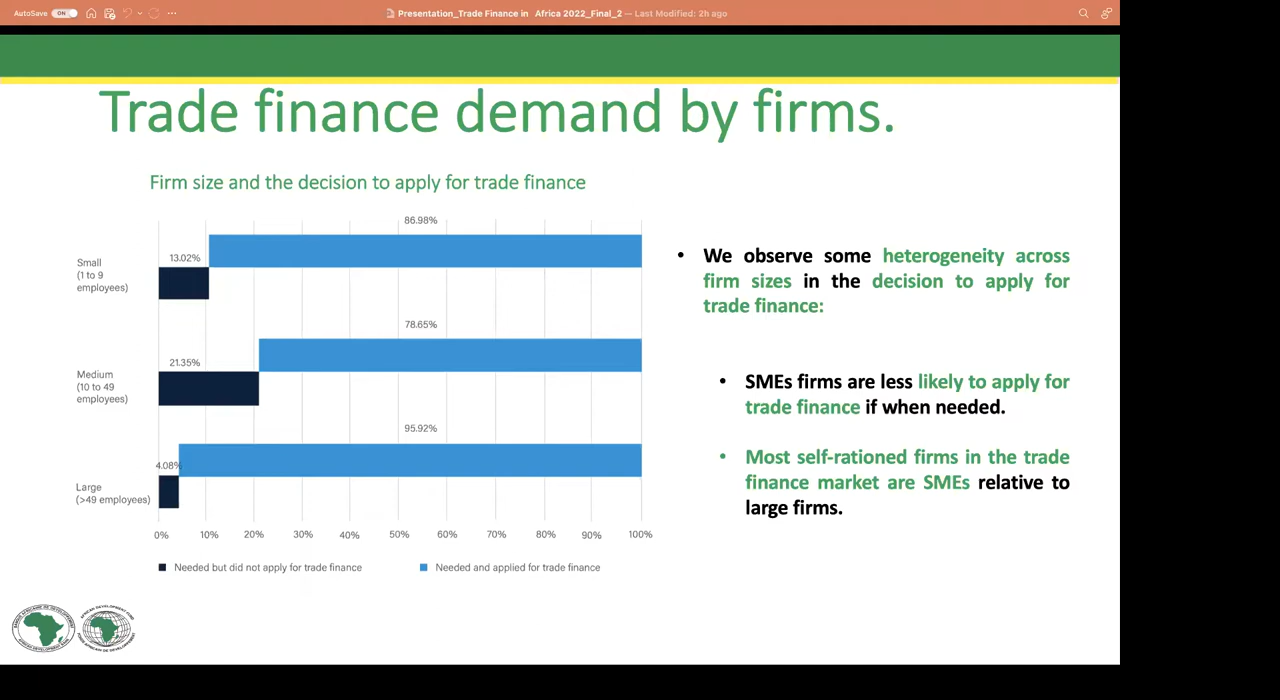 AutoSave ON
Presentation_Trade Finance in Africa 2022_Final_2 — Last Modified: 2h ago
Trade finance demand by firms.
Firm size and the decision to apply for trade finance
86.98%
13.02%
Small
(1 to 9
employees)
78.65%
21.35%
Medium
(10 to 49
employees)
95.92%
4.08%
Large
(>49 employees)
0% 10% 20% 30% 40% 50% 60% 70% 80% 90% 100%
Needed but did not apply for trade finance
Needed and applied for trade finance
• We observe some heterogeneity across
firm sizes in the decision to apply for
trade finance:
• SMEs firms are less likely to apply for
trade finance if when needed.
• Most self-rationed firms in the trade
finance market are SMEs relative to
large firms.